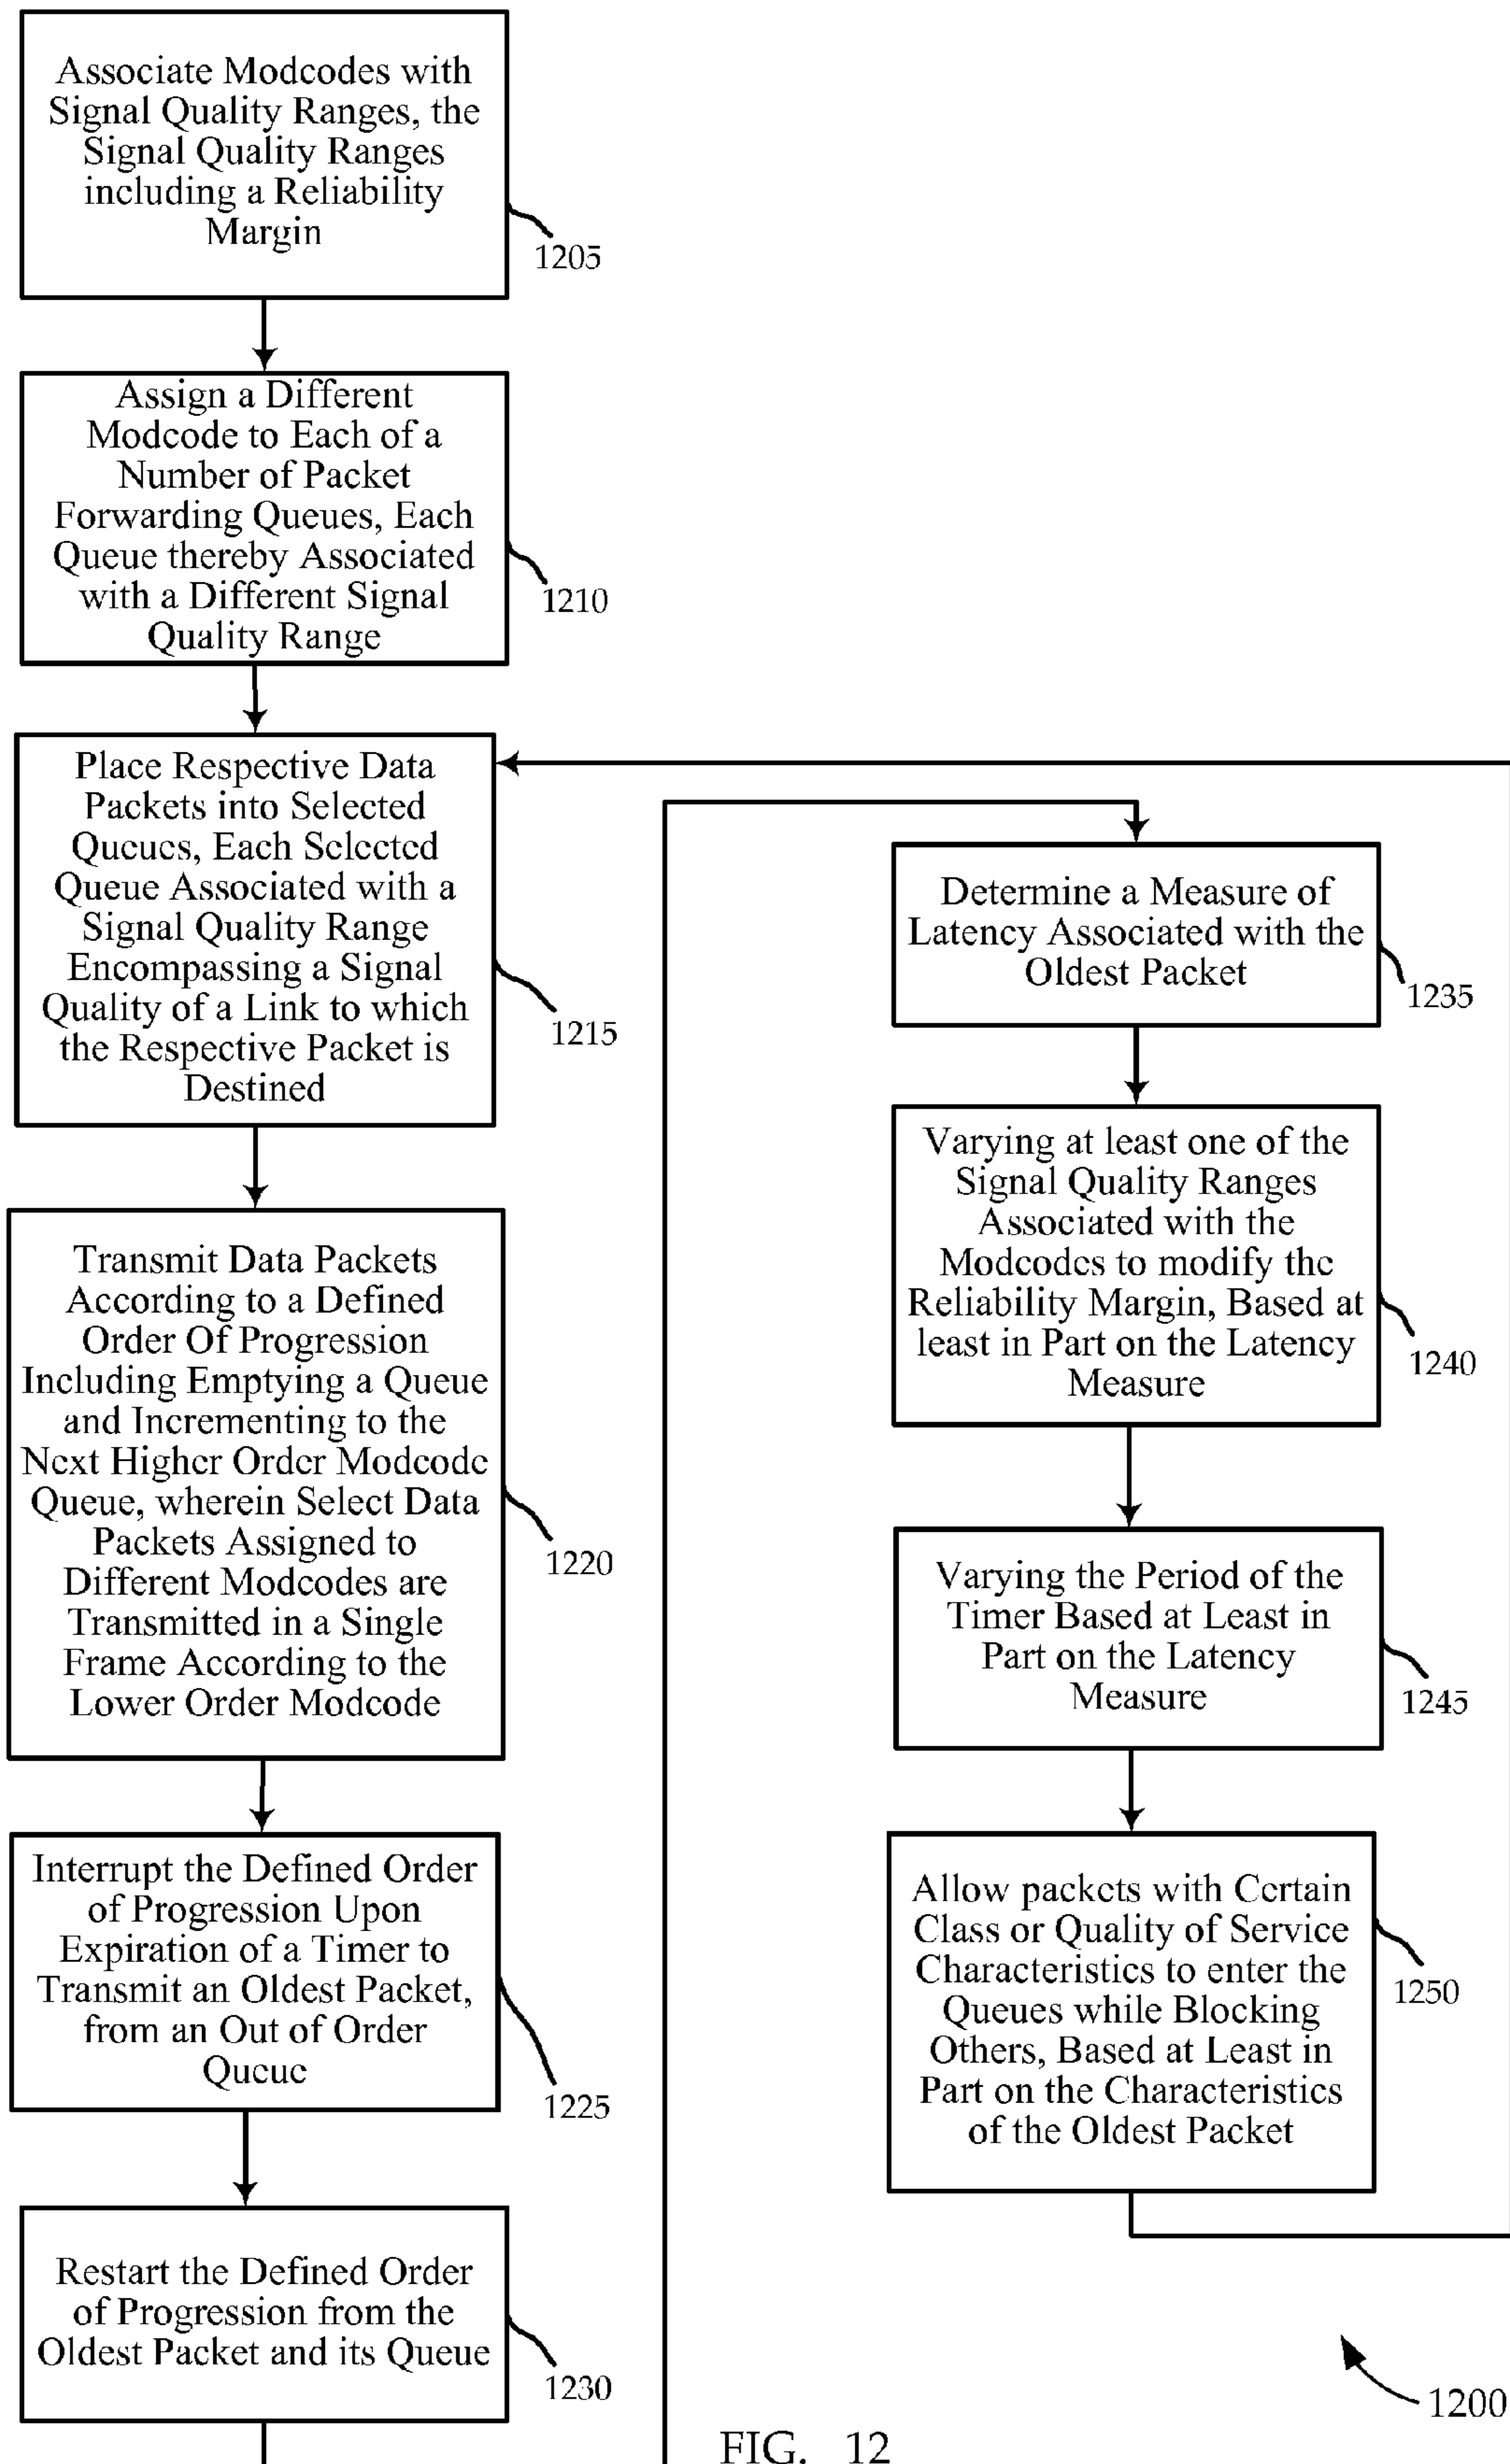 Associate Modcodes with
Signal Quality Ranges, the
Signal Quality Ranges
including a Reliability
Margin
1205
Assign a Different
Modcode to Each of a
Number of Packet
Forwarding Queues, Each
Queue thereby Associated
with a Different Signal
Quality Range
1210
Place Respective Data
Packets into Selected
Queues, Each Selected
Queue Associated with a
Signal Quality Range
Encompassing a Signal
Quality of a Link to which
the Respective Packet is
Destined
1215
Transmit Data Packets
According to a Defined
Order Of Progression
Including Emptying a Queue
and Incrementing to the
Next Higher Order Modcode
Queue, wherein Select Data
Packets Assigned to
Different Modcodes are
Transmitted in a Single
Frame According to the
Lower Order Modcode
1220
Interrupt the Defined Order
of Progression Upon
Expiration of a Timer to
Transmit an Oldest Packet,
from an Out of Order
Queue
1225
Restart the Defined Order
of Progression from the
Oldest Packet and its Queue
1230
Determine a Measure of
Latency Associated with the
Oldest Packet
1235
Varying at least one of the
Signal Quality Ranges
Associated with the
Modcodes to modify the
Reliability Margin, Based at
least in Part on the Latency
Measure
1240
Varying the Period of the
Timer Based at Least in
Part on the Latency
Measure
1245
Allow packets with Certain
Class or Quality of Service
Characteristics to enter the
Queues while Blocking
Others, Based at Least in
Part on the Characteristics
of the Oldest Packet
1250
1200
FIG. 12